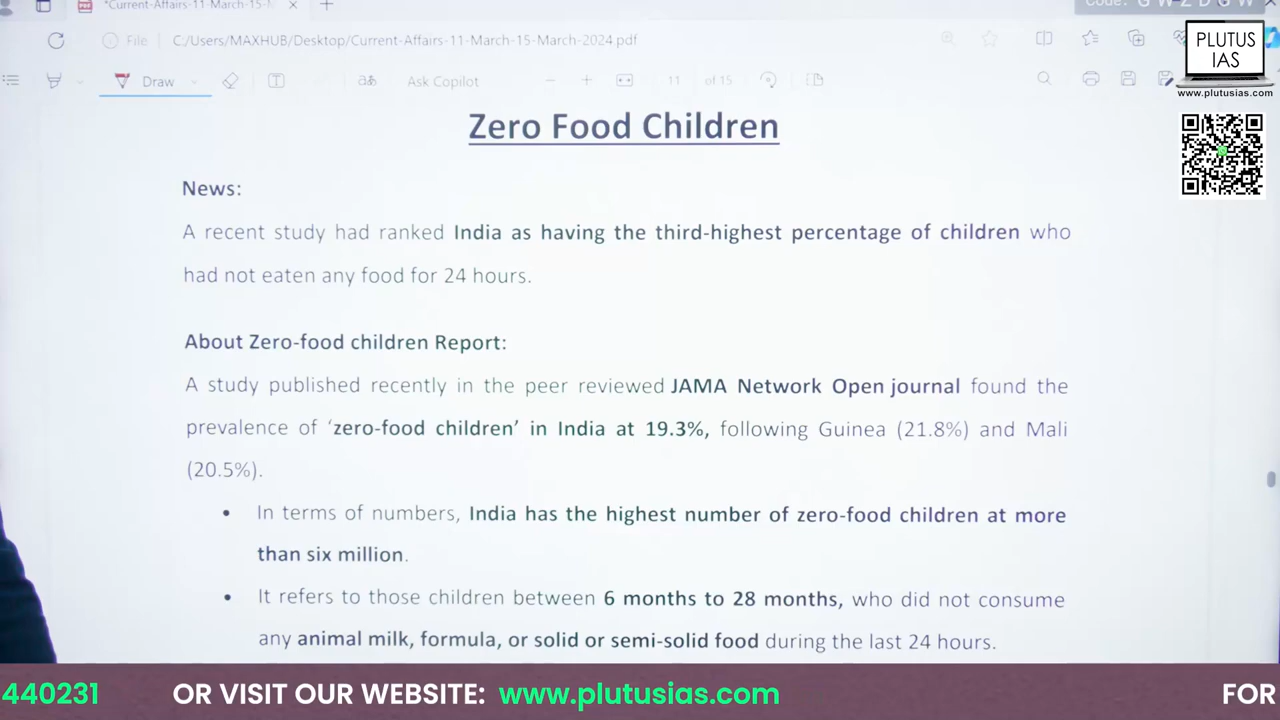 *Current-Affairs-11-March-15-M
Code: G W Z D G W
File
C:/Users/MAXHUB/Desktop/Current-Affairs-11-March-15-March-2024.pdf
Draw
Ask Copilot
11 of 15
PLUTUS
IAS
www.plutusias.com
Zero Food Children
News:
A recent study had ranked India as having the third-highest percentage of children who
had not eaten any food for 24 hours.
About Zero-food children Report:
A study published recently in the peer reviewed JAMA Network Open journal found the
prevalence of ‘zero-food children’ in India at 19.3%, following Guinea (21.8%) and Mali
(20.5%).
• In terms of numbers, India has the highest number of zero-food children at more
than six million.
• It refers to those children between 6 months to 28 months, who did not consume
any animal milk, formula, or solid or semi-solid food during the last 24 hours.
440231 OR VISIT OUR WEBSITE: www.plutusias.com FOR